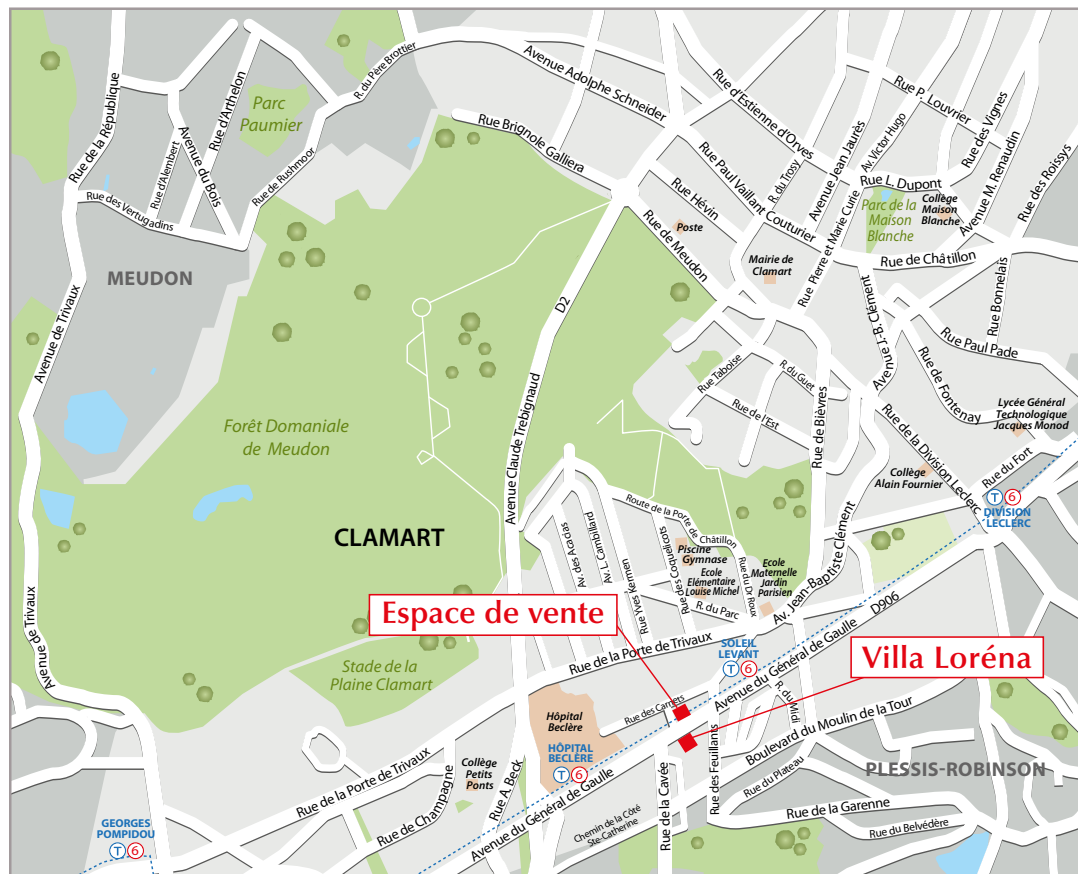 Rue de la République
Rue d'Alembert
Avenue du Bois
Rue d'Arthelon
Parc
Paumier
R. du Père Brottier
Rue de Rushmoor
Rue des Vertugadins
MEUDON
Avenue de Trivaux
Avenue de Trivaux
Avenue Adolphe Schneider
Rue Brignole Galliera
Rue d'Estienne d'Orves
Rue Paul Vaillant Couturier
Rue Hévin
Rue de Meudon
Poste
R. du Trosy
Avenue Jean Jaurès
Av. Victor Hugo
Rue P. Louvrier
Rue des Vignes
Avenue M. Renaudin
Rue des Roissys
Rue L. Dupont
Collège
Maison
Blanche
Parc de la
Maison
Blanche
Mairie de
Clamart
Rue Pierre et Marie Curie
Rue de Châtillon
Avenue J.-B. Clément
Rue Bonnelais
Rue Paul Pade
Rue de Fontenay
Lycée Général
Technologique
Jacques Monod
D2
Avenue Claude Trébignaud
Rue Taboise
R. du Guet
Rue de l'Est
Rue de Bièvres
Rue de la Division Leclerc
Rue du Fort
Collège
Alain Fournier
T 6
DIVISION
LECLERC
Forêt Domaniale
de Meudon
CLAMART
Av. des Acadas
Av. L. Cambillard
Rue Yves Kermen
Rue des Coquelicots
Route de la Porte de Châtillon
Piscine
Gymnase
Ecole
Elémentaire
Louise Michel
Rue du Dr Roux
Ecole
Maternelle
Jardin
Parisien
R. du Parc
Av. Jean-Baptiste Clément
D906
Espace de vente
Rue de la Porte de Trivaux
SOLEIL
LEVANT
T 6
Avenue du Général de Gaulle
Villa Loréna
Stade de la
Plaine Clamart
Hôpital
Beclère
HÔPITAL
BECLÈRE
T 6
Rue des Carriers
R. du Midi
Boulevard du Moulin de la Tour
Rue des Feuillants
Rue du Plateau
PLESSIS-ROBINSON
Rue de la Garenne
Rue du Belvédère
Rue de la Porte de Trivaux
Collège
Petits
Ponts
Rue de Champagne
Rue A. Beck
Avenue du Général de Gaulle
Chemin de la Côté
Ste-Catherine
Rue de la Cavée
GEORGES
POMPIDOU
T 6